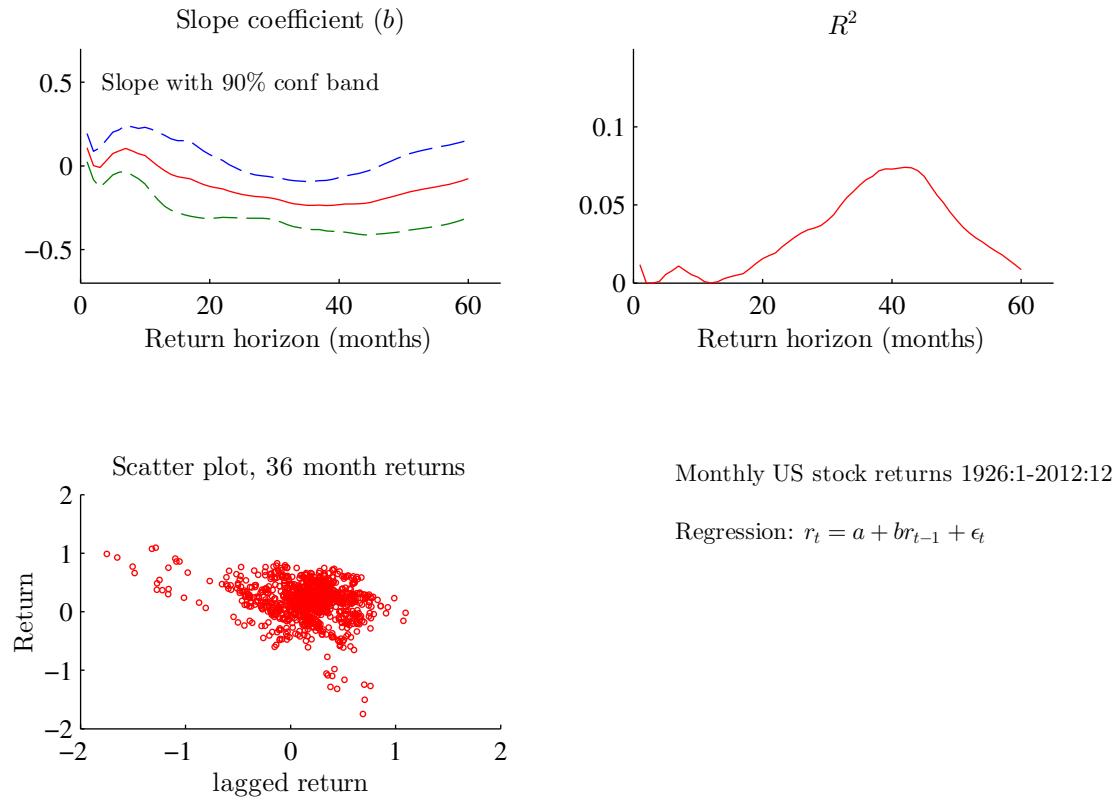 Slope coefficient (b)
Slope with 90% conf band
0.5
0
−0.5
0 20 40 60
Return horizon (months)
R²
0.1
0.05
0
0 20 40 60
Return horizon (months)
Scatter plot, 36 month returns
2
1
0
−1
−2
Return
−2 −1 0 1 2
lagged return
Monthly US stock returns 1926:1-2012:12
Regression: rₜ = a + brₜ₋₁ + ϵₜ